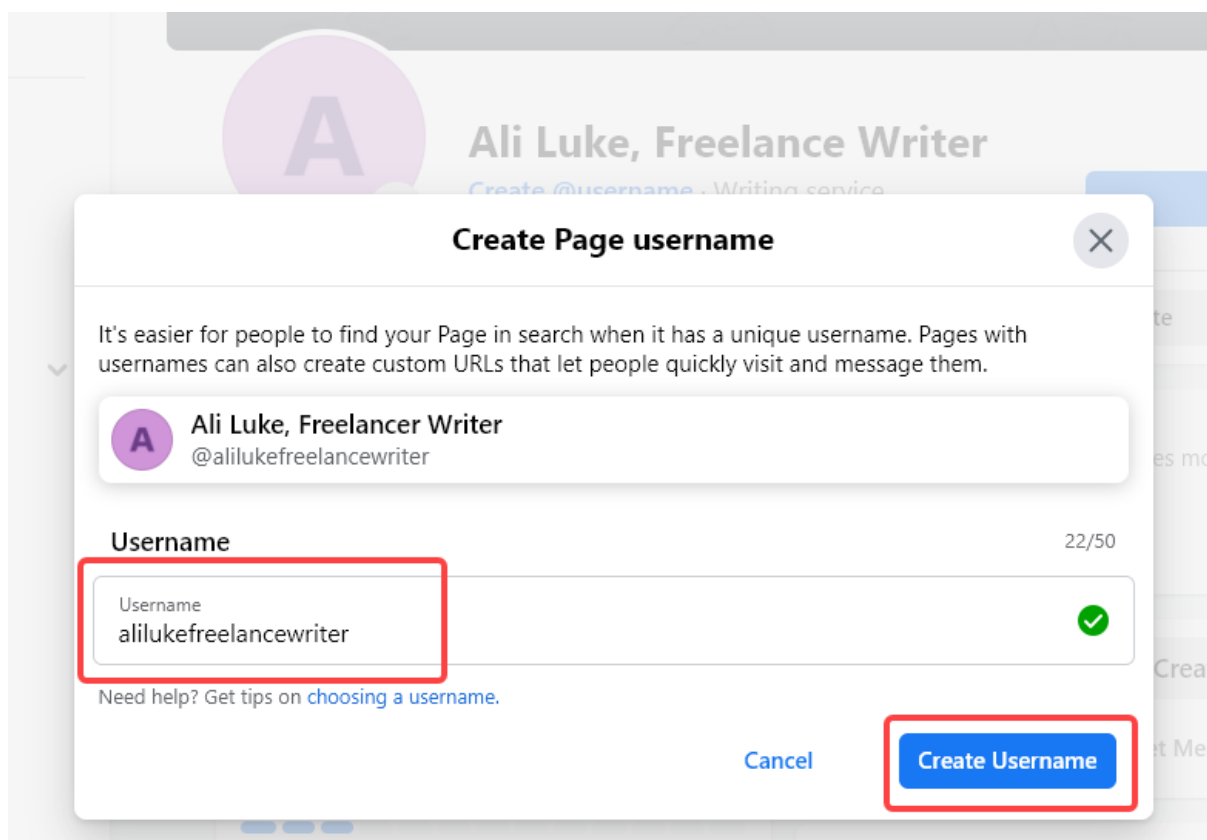 A
Ali Luke, Freelance Writer
Create @username · Writing service
Create Page username
It's easier for people to find your Page in search when it has a unique username. Pages with
usernames can also create custom URLs that let people quickly visit and message them.
A
Ali Luke, Freelancer Writer
@alilukefreelancewriter
Username
22/50
Username
alilukefreelancewriter
Need help? Get tips on choosing a username.
Cancel
Create Username